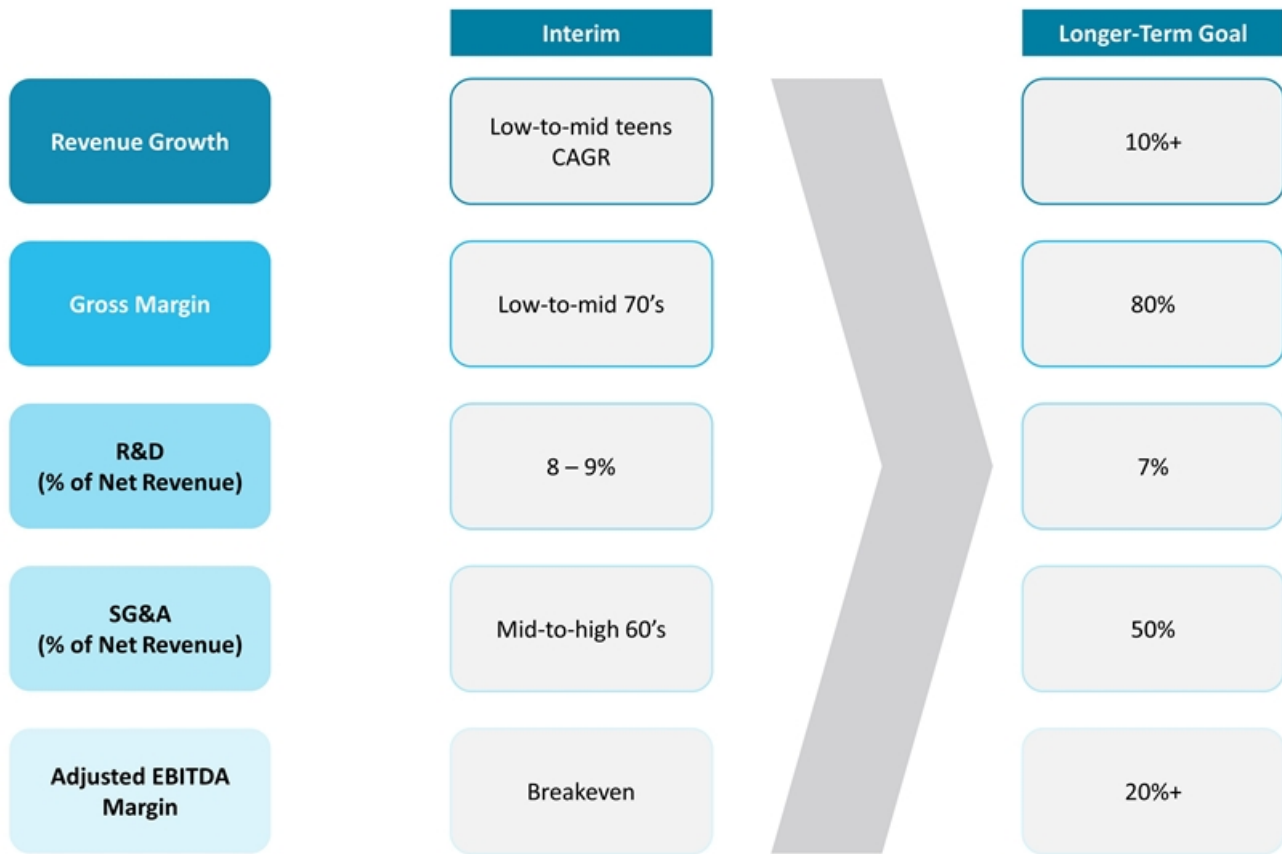 Interim
Longer-Term Goal
Revenue Growth
Low-to-mid teens
CAGR
10%+
Gross Margin
Low-to-mid 70’s
80%
R&D
(% of Net Revenue)
8 – 9%
7%
SG&A
(% of Net Revenue)
Mid-to-high 60’s
50%
Adjusted EBITDA
Margin
Breakeven
20%+